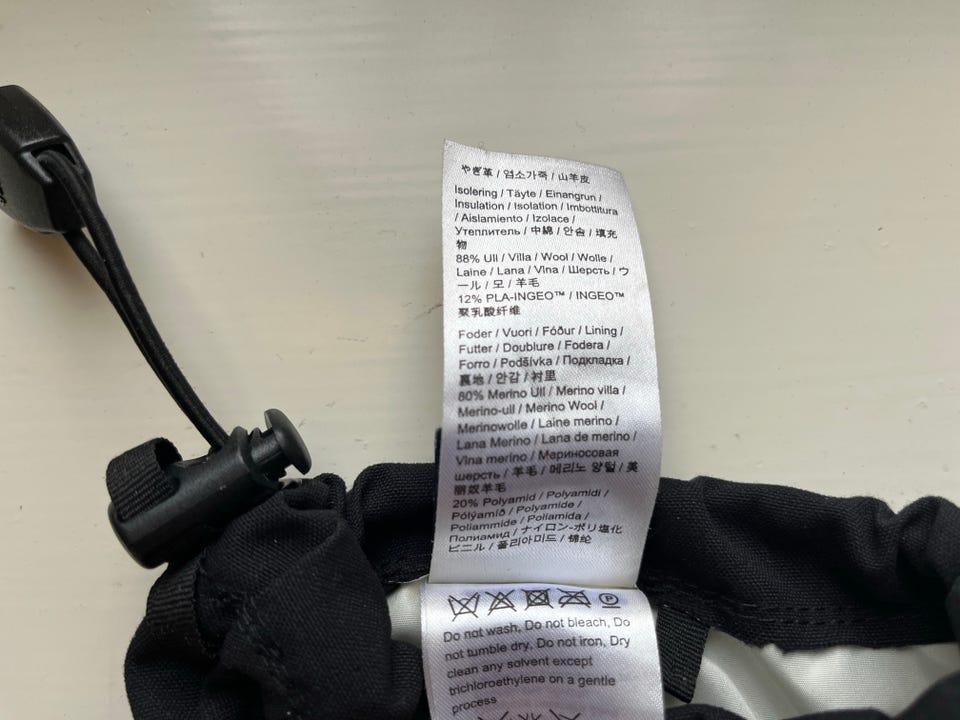 やぎ革 / 염소가죽 / 山羊皮
Isolering / Täyte / Einangrun /
Insulation / Isolation / Imbottitura
/ Aislamiento / Izolace /
Утеплитель / 中綿 / 안솜 / 填充
物
88% Ull / Villa / Wool / Wolle /
Laine / Lana / Vlna / Шерсть / ウ
ール / 모 / 羊毛
12% PLA-INGEO™ / INGEO™
聚乳酸纤维
Foder / Vuori / Fóður / Lining /
Futter / Doublure / Fodera /
Forro / Podšívka / Подкладка /
裏地 / 안감 / 衬里
80% Merino Ull / Merino villa /
Merino-ull / Merino Wool /
Merinowolle / Laine merino /
Lana Merino / Lana de merino /
Vlna merino / Мериносовая
шерсть / 羊毛 / 메리노 양털 / 美
丽奴羊毛
20% Polyamid / Polyamidi /
Pólýamíð / Polyamide /
Poliammide / Poliamida /
Полиамид / ナイロン-ポリ塩化
ビニル / 폴리아미드 / 锦纶
P
Do not wash, Do not bleach, Do
not tumble dry, Do not iron, Dry
clean any solvent except
trichloroethylene on a gentle
process